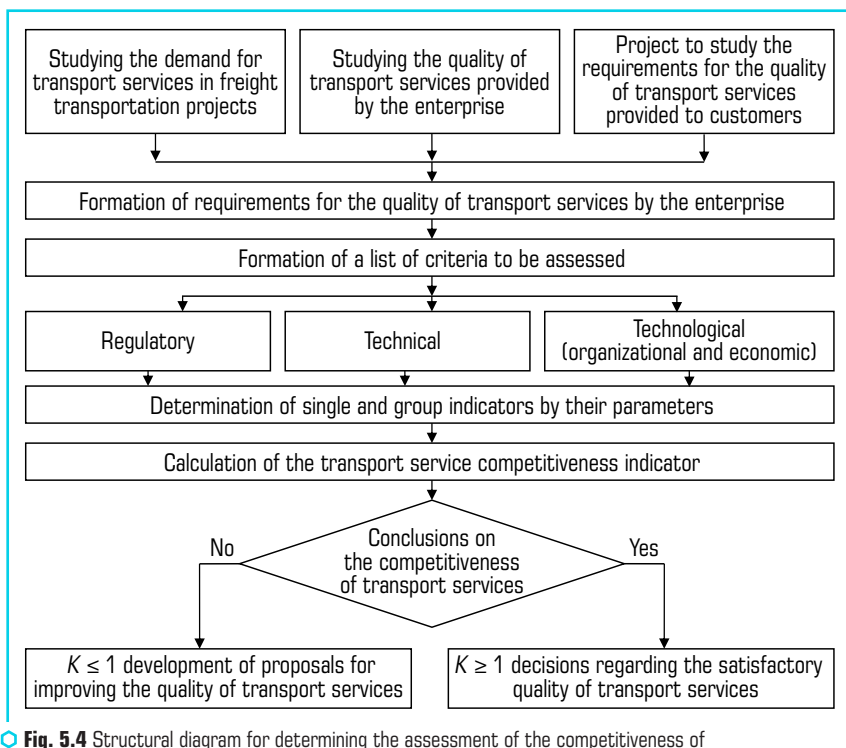 Studying the demand for
transport services in freight
transportation projects
Studying the quality of
transport services provided
by the enterprise
Project to study the
requirements for the quality
of transport services
provided to customers
Formation of requirements for the quality of transport services by the enterprise
Formation of a list of criteria to be assessed
Regulatory
Technical
Technological
(organizational and economic)
Determination of single and group indicators by their parameters
Calculation of the transport service competitiveness indicator
No
Conclusions on
the competitiveness
of transport services
Yes
K ≤ 1 development of proposals for
improving the quality of transport services
K ≥ 1 decisions regarding the satisfactory
quality of transport services
Fig. 5.4 Structural diagram for determining the assessment of the competitiveness of